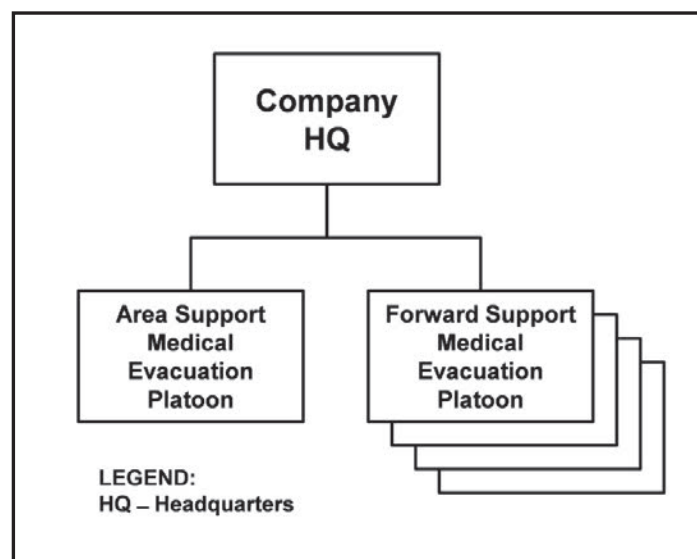 Company
HQ
Area Support
Medical
Evacuation
Platoon
Forward Support
Medical
Evacuation
Platoon
LEGEND:
HQ – Headquarters